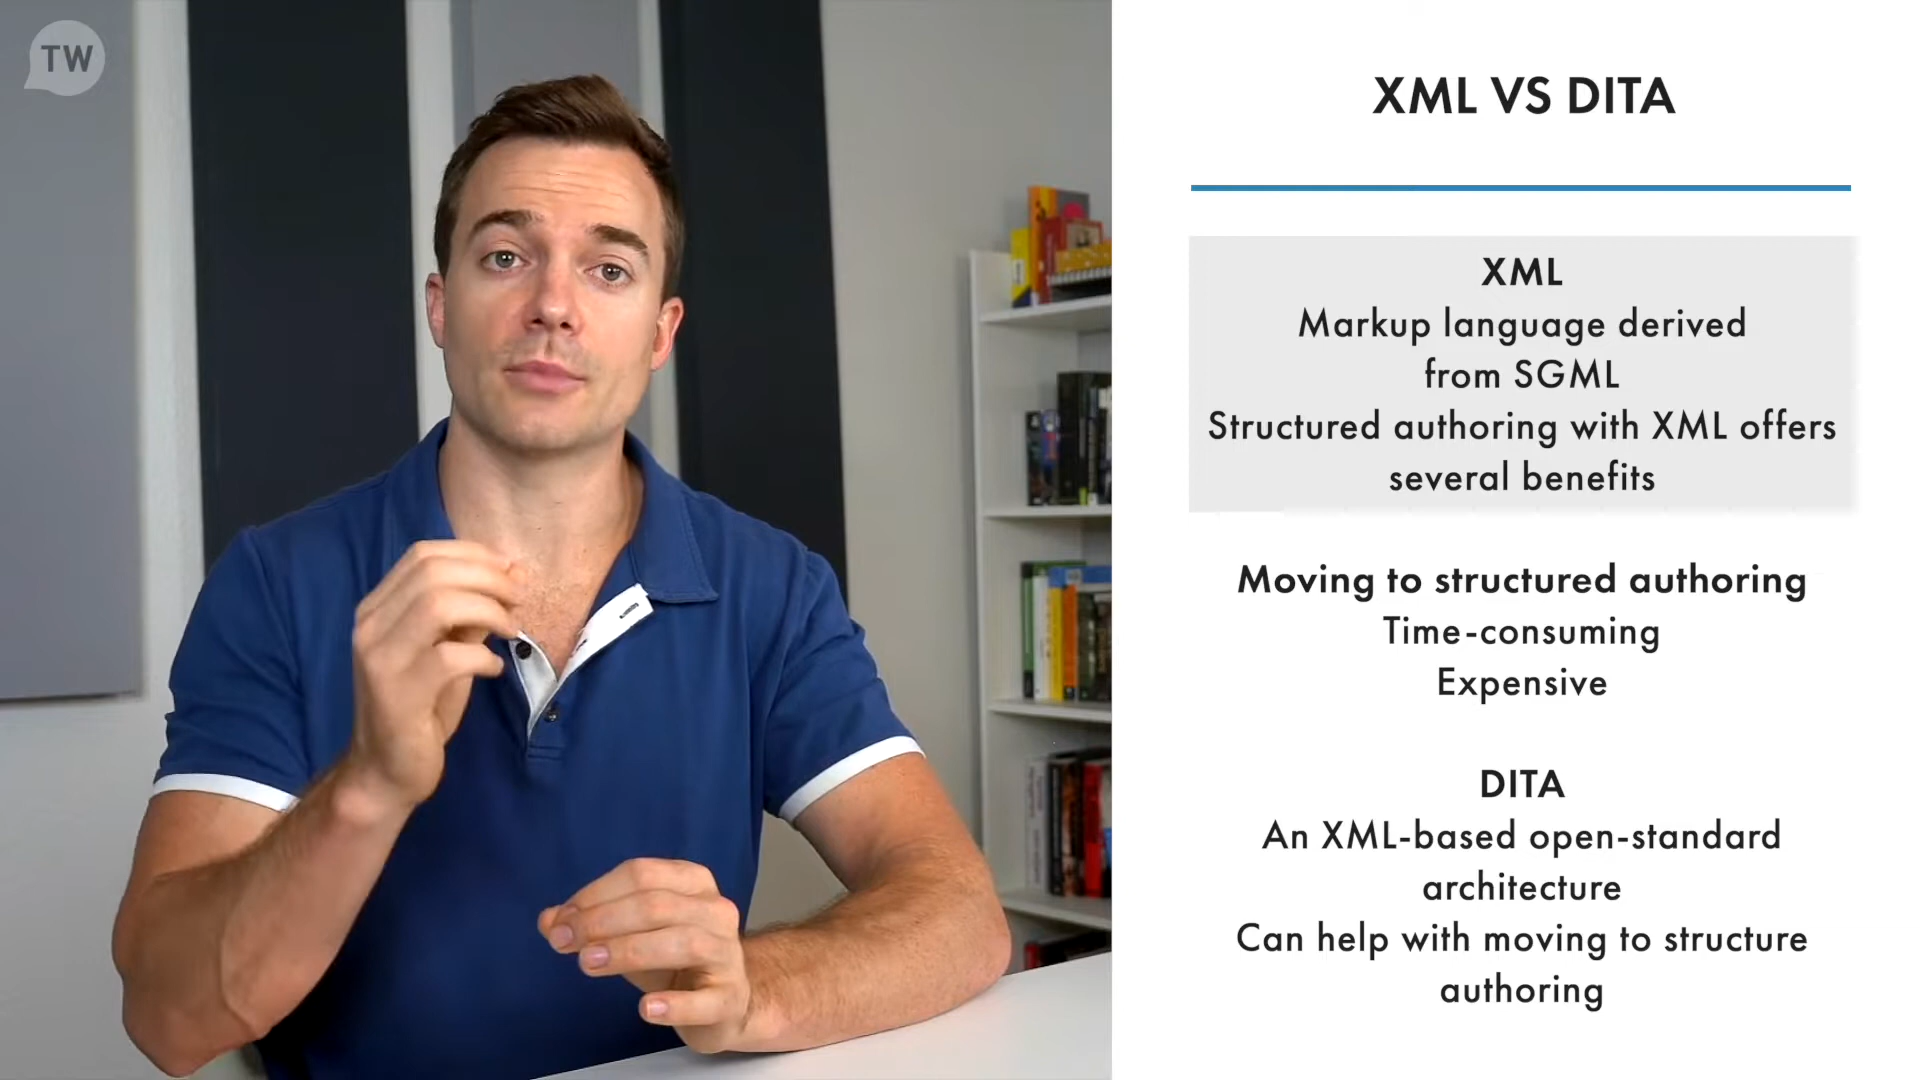 TW
XML VS DITA
XML
Markup language derived
from SGML
Structured authoring with XML offers
several benefits
Moving to structured authoring
Time-consuming
Expensive
DITA
An XML-based open-standard
architecture
Can help with moving to structure
authoring